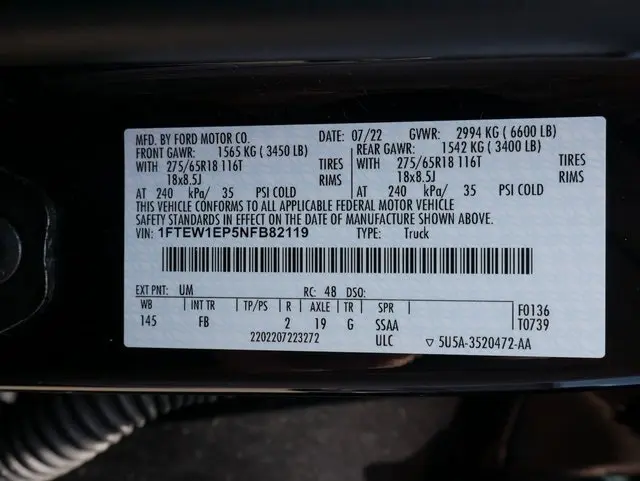 MFD. BY FORD MOTOR CO. DATE: 07/22 GVWR: 2994 KG ( 6600 LB)
FRONT GAWR: 1565 KG ( 3450 LB) REAR GAWR: 1542 KG ( 3400 LB)
WITH 275/65R18 116T TIRES WITH 275/65R18 116T TIRES
18x8.5J RIMS 18x8.5J RIMS
AT 240 kPa/ 35 PSI COLD AT 240 kPa/ 35 PSI COLD
THIS VEHICLE CONFORMS TO ALL APPLICABLE FEDERAL MOTOR VEHICLE
SAFETY STANDARDS IN EFFECT ON THE DATE OF MANUFACTURE SHOWN ABOVE.
VIN: 1FTEW1EP5NFB82119 TYPE: Truck
EXT PNT: UM RC: 48 DSO:
WB INT TR TP/PS R AXLE TR SPR F0136
145 FB 2 19 G SSAA T0739
2202207223272 ULC ▽ 5U5A-3520472-AA